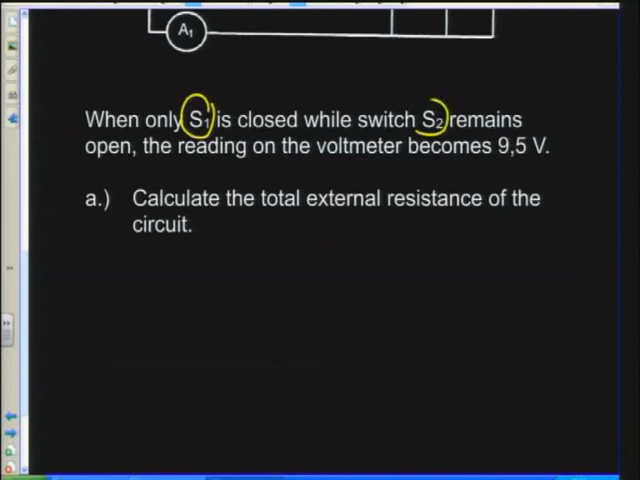 A1
When only S1 is closed while switch S2 remains
open, the reading on the voltmeter becomes 9,5 V.
a.) Calculate the total external resistance of the
circuit.